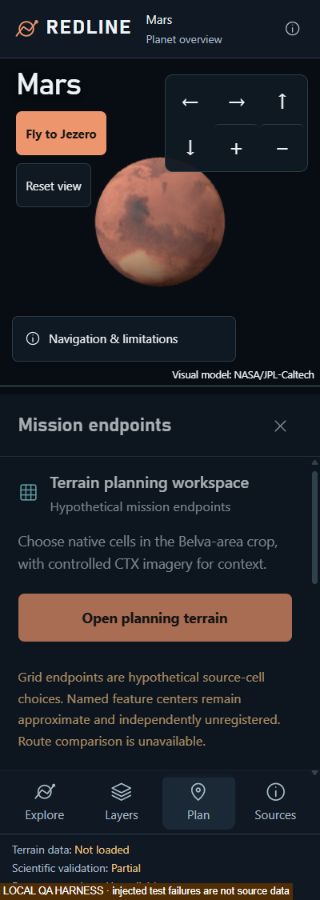 REDLINE
Mars
Planet overview
Mars
Fly to Jezero
Reset view
Navigation & limitations
Visual model: NASA/JPL-Caltech
Mission endpoints
Terrain planning workspace
Hypothetical mission endpoints
Choose native cells in the Belva-area crop,
with controlled CTX imagery for context.
Open planning terrain
Grid endpoints are hypothetical source-cell
choices. Named feature centers remain
approximate and independently unregistered.
Route comparison is unavailable.
Explore
Layers
Plan
Sources
Terrain data: Not loaded
Scientific validation: Partial
LOCAL QA HARNESS · injected test failures are not source data